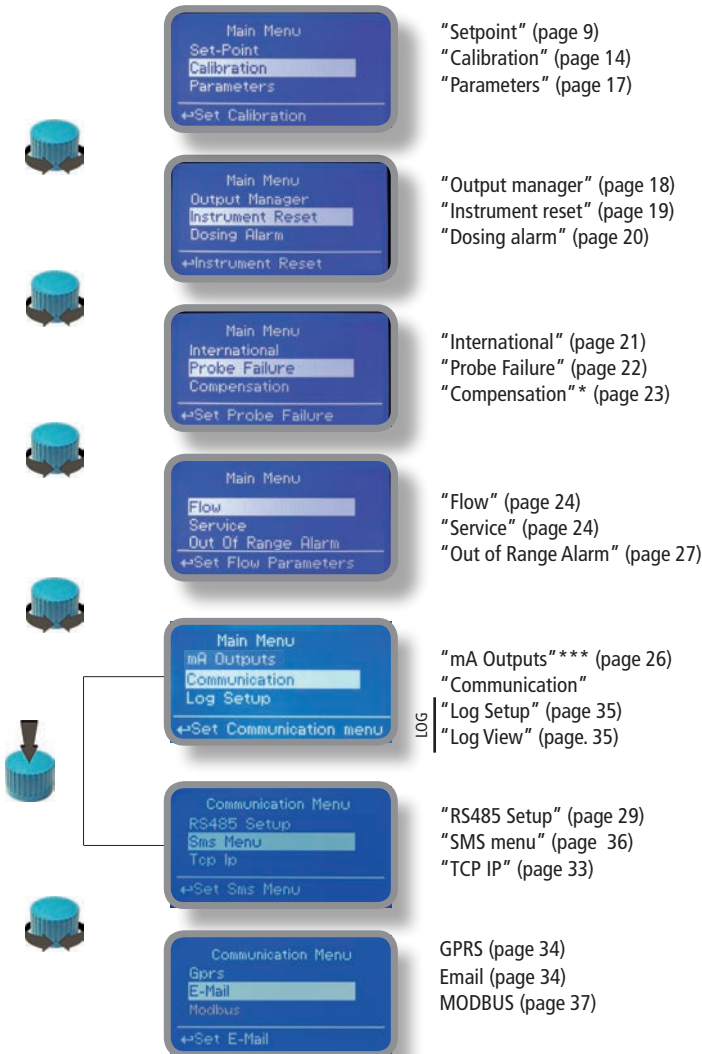 Main Menu
Set-Point
Calibration
Parameters
↩Set Calibration
"Setpoint" (page 9)
"Calibration" (page 14)
"Parameters" (page 17)
Main Menu
Output Manager
Instrument Reset
Dosing Alarm
↩Instrument Reset
"Output manager" (page 18)
"Instrument reset" (page 19)
"Dosing alarm" (page 20)
Main Menu
International
Probe Failure
Compensation
↩Set Probe Failure
"International" (page 21)
"Probe Failure" (page 22)
"Compensation"* (page 23)
Main Menu
Flow
Service
Out Of Range Alarm
↩Set Flow Parameters
"Flow" (page 24)
"Service" (page 24)
"Out of Range Alarm" (page 27)
Main Menu
mA Outputs
Communication
Log Setup
↩Set Communication menu
"mA Outputs"*** (page 26)
"Communication"
LOG
"Log Setup" (page 35)
"Log View" (page. 35)
Communication Menu
RS485 Setup
Sms Menu
Tcp Ip
↩Set Sms Menu
"RS485 Setup" (page 29)
"SMS menu" (page 36)
"TCP IP" (page 33)
Communication Menu
Gprs
E-Mail
Modbus
↩Set E-Mail
GPRS (page 34)
Email (page 34)
MODBUS (page 37)